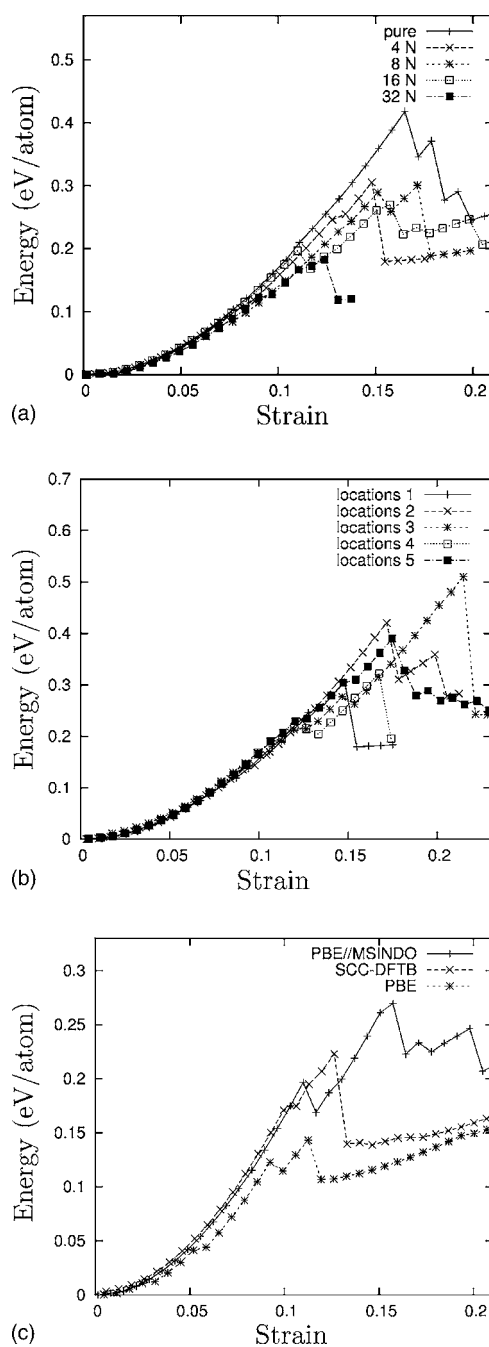 pure
4 N
8 N
16 N
32 N
0.5
0.4
0.3
0.2
0.1
0
Energy (eV/atom)
0 0.05 0.1 0.15 0.2
Strain
(a)
locations 1
locations 2
locations 3
locations 4
locations 5
0.7
0.6
0.5
0.4
0.3
0.2
0.1
0
Energy (eV/atom)
0 0.05 0.1 0.15 0.2
Strain
(b)
PBE//MSINDO
SCC-DFTB
PBE
0.3
0.25
0.2
0.15
0.1
0.05
0
Energy (eV/atom)
0 0.05 0.1 0.15 0.2
Strain
(c)